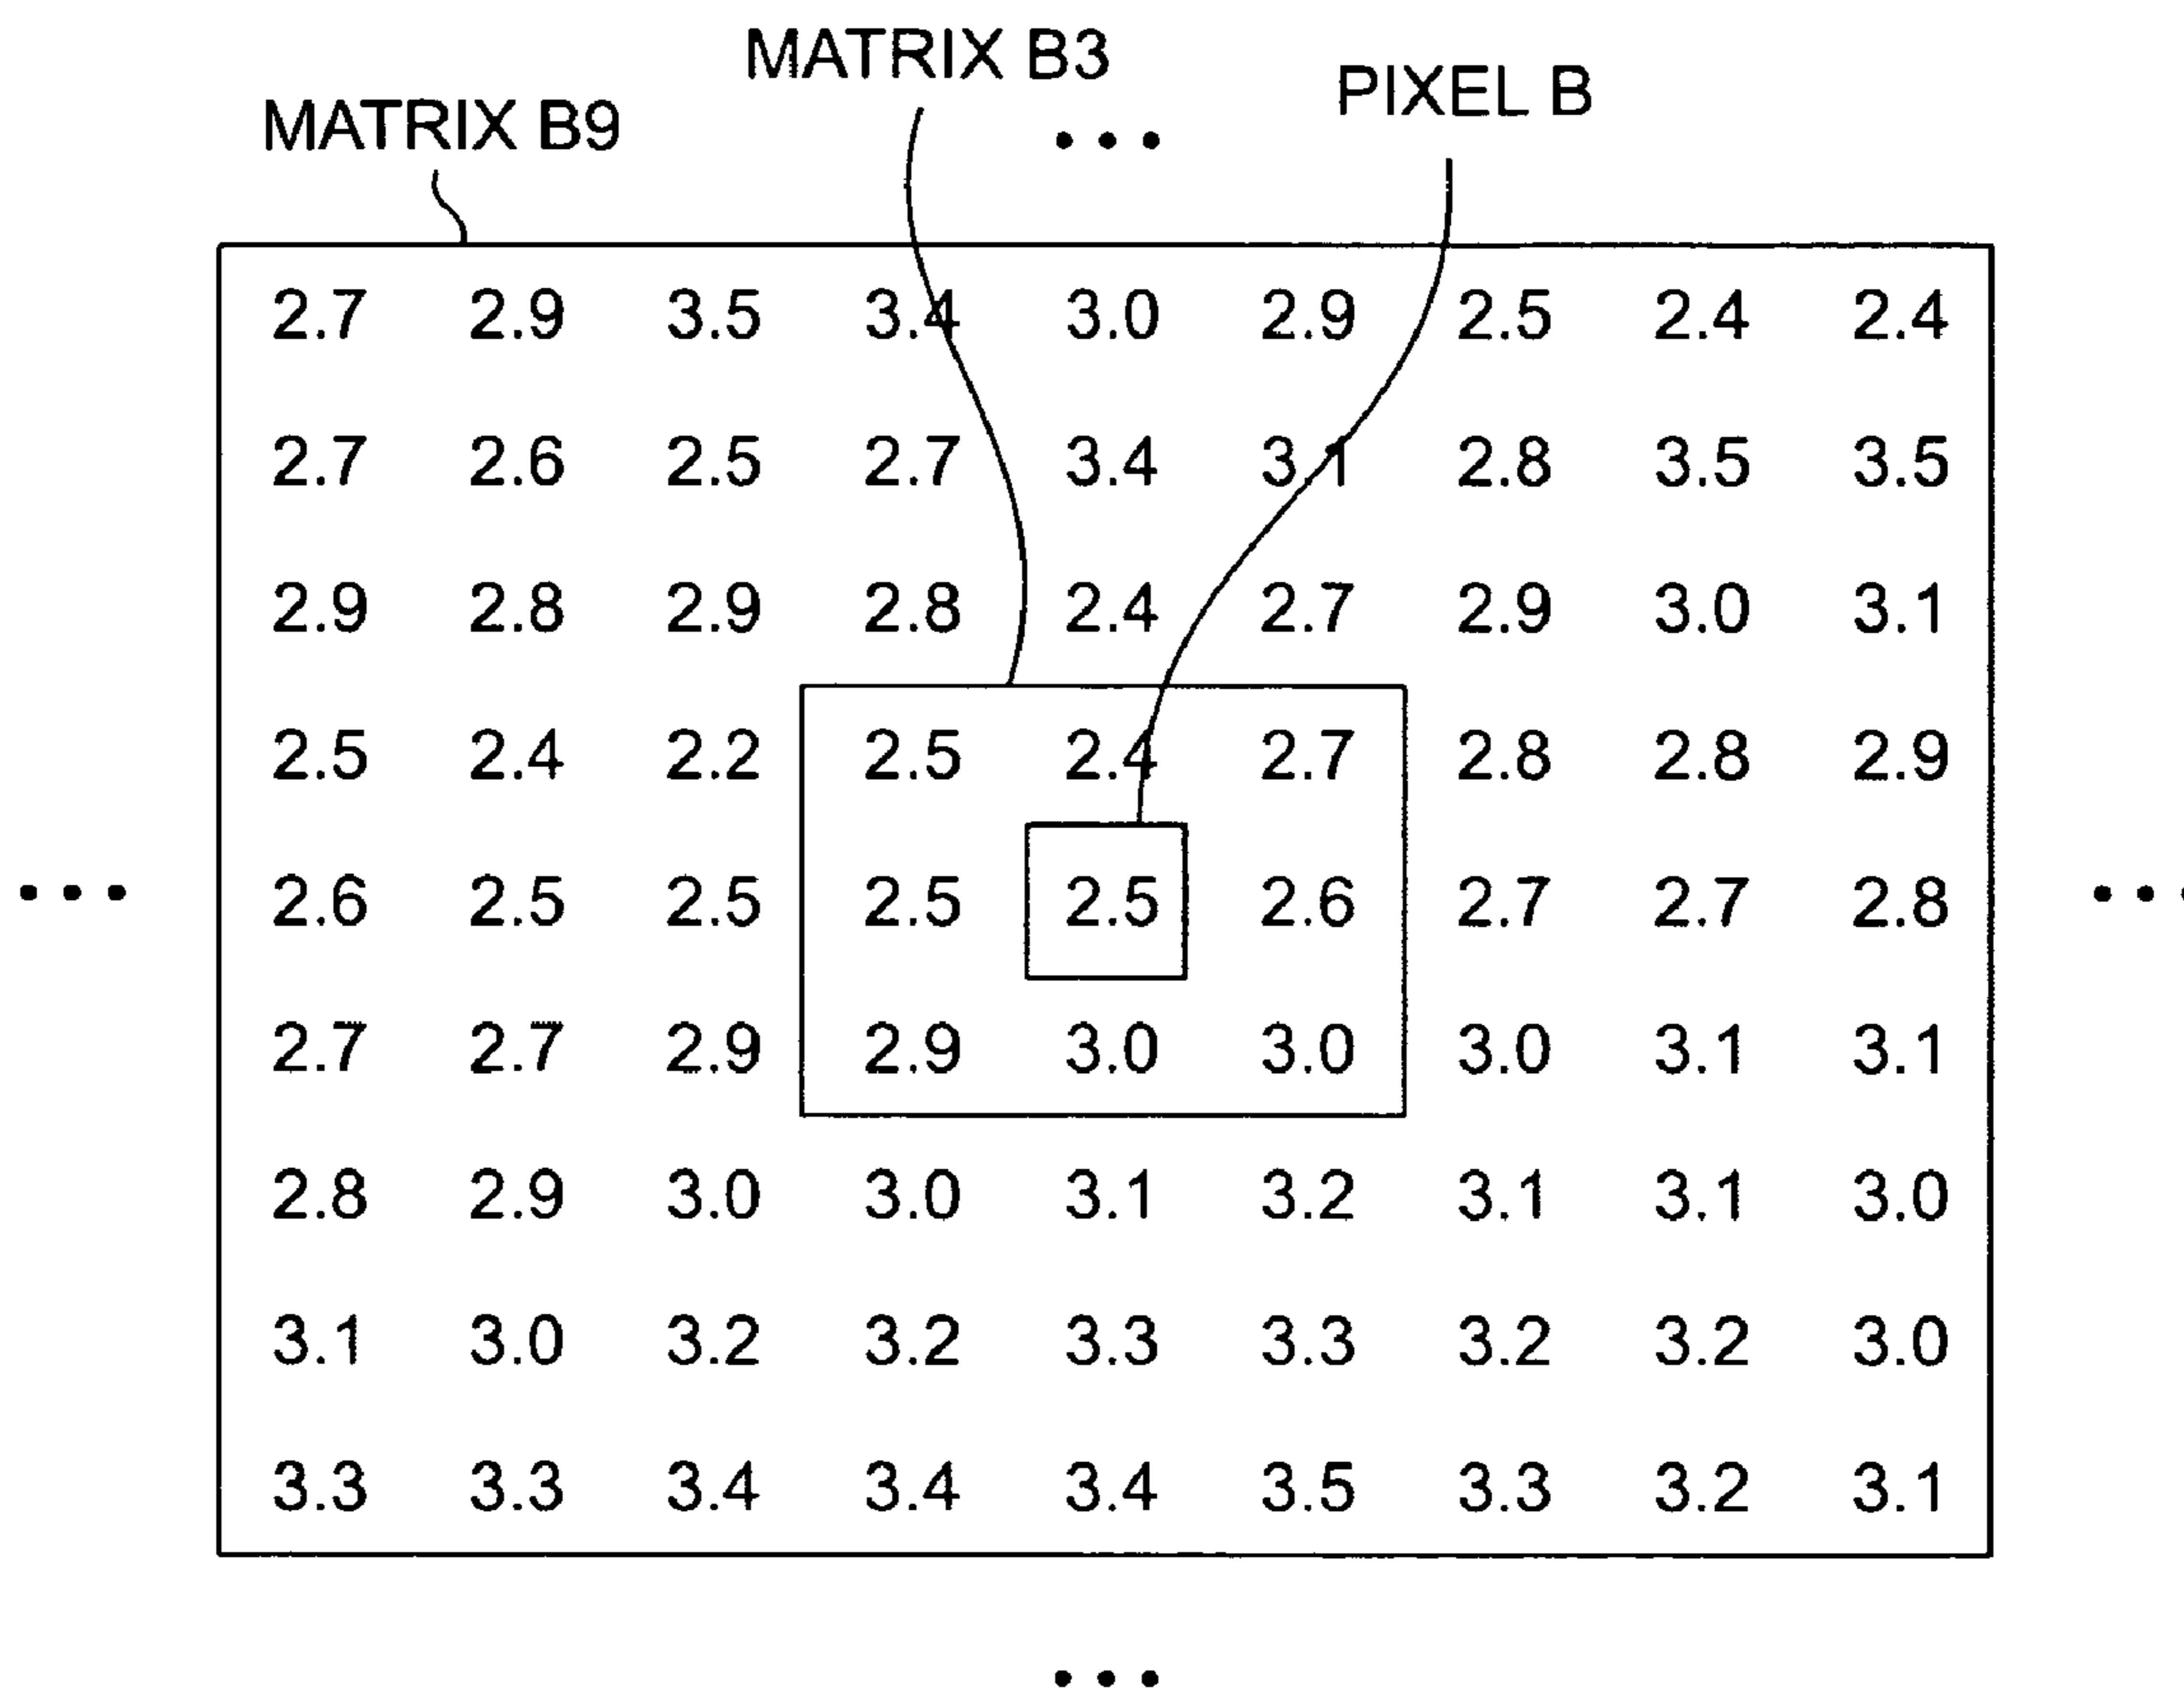 MATRIX B3
PIXEL B
MATRIX B9
...
2.7 2.9 3.5 3.4 3.0 2.9 2.5 2.4 2.4
2.7 2.6 2.5 2.7 3.4 3.1 2.8 3.5 3.5
2.9 2.8 2.9 2.8 2.4 2.7 2.9 3.0 3.1
2.5 2.4 2.2 2.5 2.4 2.7 2.8 2.8 2.9
... 2.6 2.5 2.5 2.5 2.5 2.6 2.7 2.7 2.8 ...
2.7 2.7 2.9 2.9 3.0 3.0 3.0 3.1 3.1
2.8 2.9 3.0 3.0 3.1 3.2 3.1 3.1 3.0
3.1 3.0 3.2 3.2 3.3 3.3 3.2 3.2 3.0
3.3 3.3 3.4 3.4 3.4 3.5 3.3 3.2 3.1
...